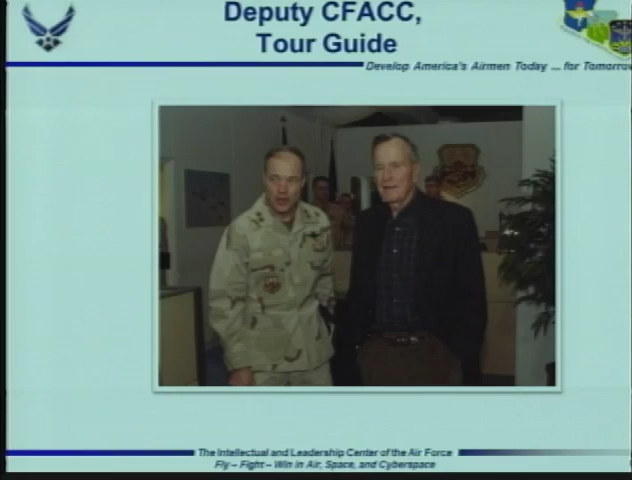 Deputy CFACC,
Tour Guide
Develop America's Airmen Today ... for Tomorrow
The Intellectual and Leadership Center of the Air Force
Fly – Fight – Win in Air, Space, and Cyberspace